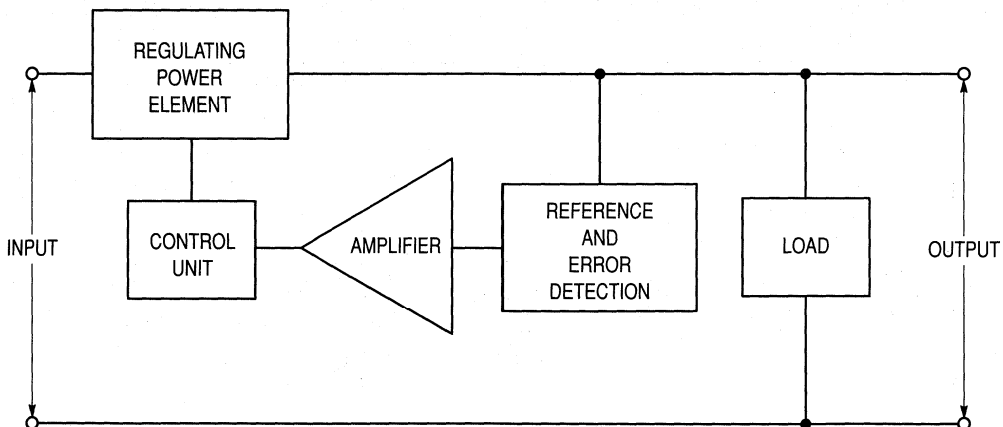 REGULATING
POWER
ELEMENT
INPUT
CONTROL
UNIT
AMPLIFIER
REFERENCE
AND
ERROR
DETECTION
LOAD
OUTPUT